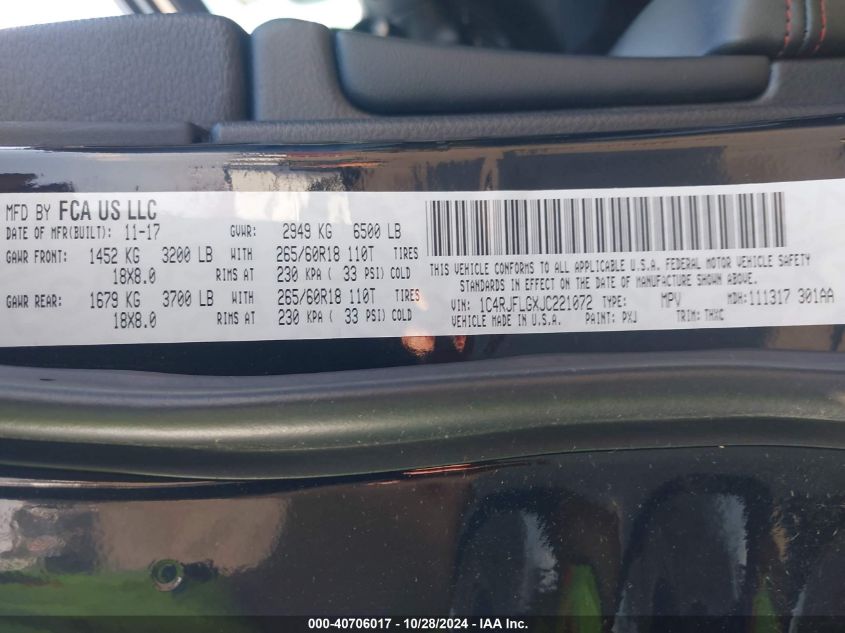 MFD BY FCA US LLC
DATE OF MFR(BUILT): 11-17 GVWR: 2949 KG 6500 LB
GAWR FRONT: 1452 KG 3200 LB WITH 265/60R18 110T TIRES
18X8.0 RIMS AT 230 KPA ( 33 PSI) COLD
GAWR REAR: 1679 KG 3700 LB WITH 265/60R18 110T TIRES
18X8.0 RIMS AT 230 KPA ( 33 PSI) COLD
THIS VEHICLE CONFORMS TO ALL APPLICABLE U.S.A. FEDERAL MOTOR VEHICLE SAFETY
STANDARDS IN EFFECT ON THE DATE OF MANUFACTURE SHOWN ABOVE.
VIN: 1C4RJFLGXJC221072 TYPE: MPV MDH: 111317 301AA
VEHICLE MADE IN U.S.A. PAINT: PXJ TRIM: THXC
000-40706017 - 10/28/2024 - IAA Inc.